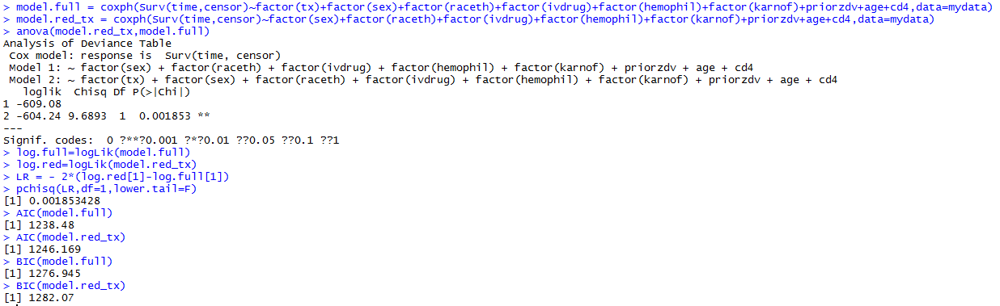 > model.full = coxph(Surv(time,censor)~factor(tx)+factor(sex)+factor(raceth)+factor(ivdrug)+factor(hemophil)+factor(karnof)+priorzdv+age+cd4,data=mydata)
> model.red_tx = coxph(Surv(time,censor)~factor(sex)+factor(raceth)+factor(ivdrug)+factor(hemophil)+factor(karnof)+priorzdv+age+cd4,data=mydata)
> anova(model.red_tx,model.full)
Analysis of Deviance Table
 Cox model: response is  Surv(time, censor)
 Model 1: ~ factor(sex) + factor(raceth) + factor(ivdrug) + factor(hemophil) + factor(karnof) + priorzdv + age + cd4
 Model 2: ~ factor(tx) + factor(sex) + factor(raceth) + factor(ivdrug) + factor(hemophil) + factor(karnof) + priorzdv + age + cd4
   loglik  Chisq Df P(>|Chi|)
1 -609.08
2 -604.24 9.6893  1  0.001853 **
---
Signif. codes:  0 ?**?0.001 ?*?0.01 ??0.05 ??0.1 ??1
> log.full=logLik(model.full)
> log.red=logLik(model.red_tx)
> LR = - 2*(log.red[1]-log.full[1])
> pchisq(LR,df=1,lower.tail=F)
[1] 0.001853428
> AIC(model.full)
[1] 1238.48
> AIC(model.red_tx)
[1] 1246.169
> BIC(model.full)
[1] 1276.945
> BIC(model.red_tx)
[1] 1282.07